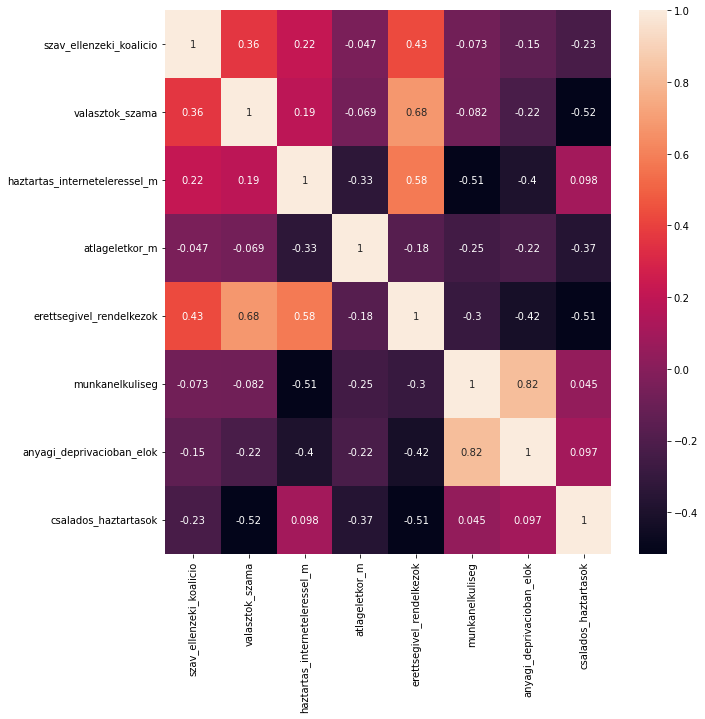 szav_ellenzeki_koalicio 1 0.36 0.22 -0.047 0.43 -0.073 -0.15 -0.23
valasztok_szama 0.36 1 0.19 -0.069 0.68 -0.082 -0.22 -0.52
haztartas_interneteleressel_m 0.22 0.19 1 -0.33 0.58 -0.51 -0.4 0.098
atlageletkor_m -0.047 -0.069 -0.33 1 -0.18 -0.25 -0.22 -0.37
erettsegivel_rendelkezok 0.43 0.68 0.58 -0.18 1 -0.3 -0.42 -0.51
munkanelkuliseg -0.073 -0.082 -0.51 -0.25 -0.3 1 0.82 0.045
anyagi_deprivacioban_elok -0.15 -0.22 -0.4 -0.22 -0.42 0.82 1 0.097
csalados_haztartasok -0.23 -0.52 0.098 -0.37 -0.51 0.045 0.097 1
szav_ellenzeki_koalicio
valasztok_szama
haztartas_interneteleressel_m
atlageletkor_m
erettsegivel_rendelkezok
munkanelkuliseg
anyagi_deprivacioban_elok
csalados_haztartasok
1.0
0.8
0.6
0.4
0.2
0.0
−0.2
−0.4